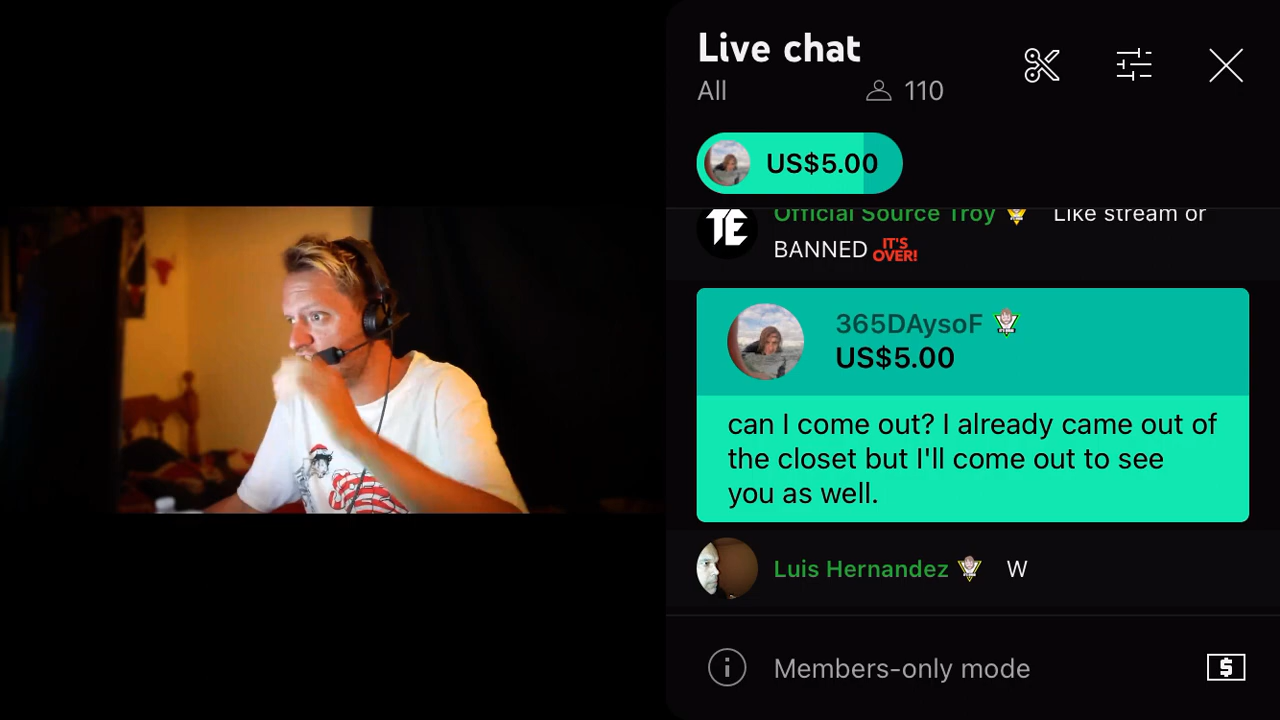 Live chat
All 110
US$5.00
TE Official Source Troy Like stream or
BANNED IT'S OVER!
365DAysoF
US$5.00
can I come out? I already came out of
the closet but I'll come out to see
you as well.
Luis Hernandez W
Members-only mode